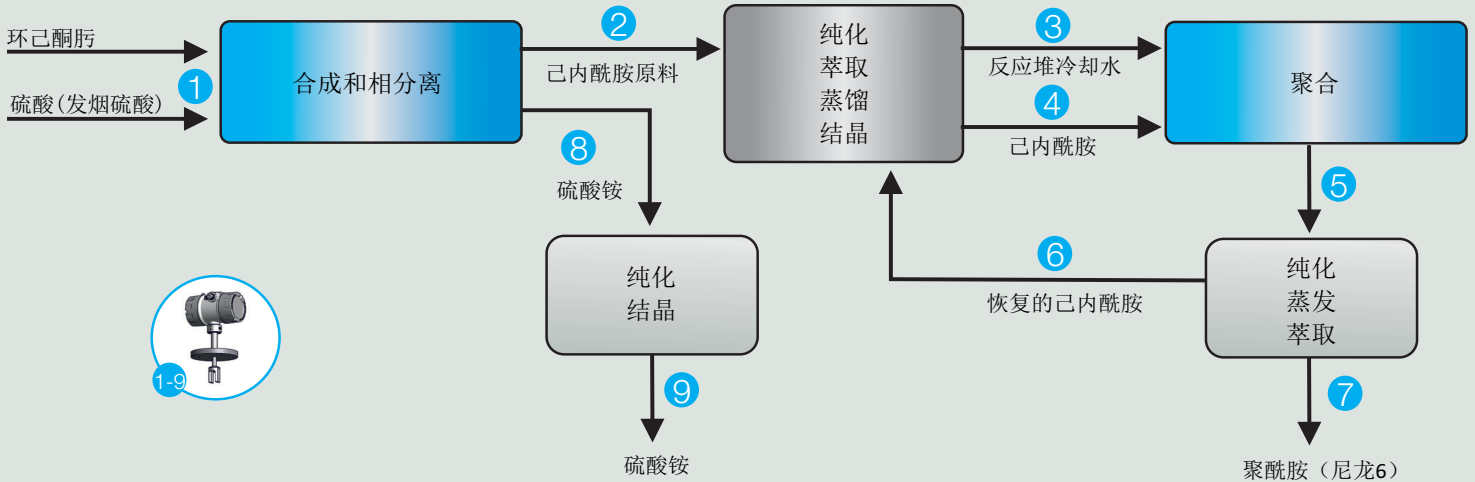 环己酮肟
硫酸(发烟硫酸)
1
合成和相分离
2
己内酰胺原料
8
硫酸铵
纯化
结晶
9
硫酸铵
纯化
萃取
蒸馏
结晶
3
反应堆冷却水
4
己内酰胺
聚合
5
6
恢复的己内酰胺
纯化
蒸发
萃取
7
聚酰胺（尼龙6）
1-9